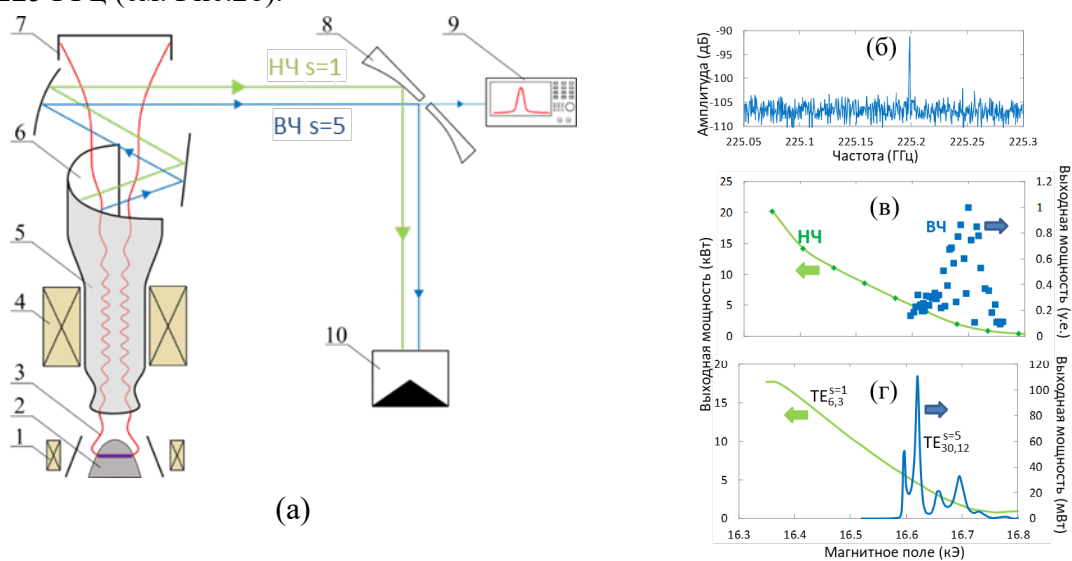 225 ГГц (см. Рис.2б).
7
8
9
НЧ s=1
ВЧ s=5
6
5
4
3
2
1
10
(а)
(б)
Амплитуда (дБ)
-90
-95
-100
-105
-110
225.05 225.1 225.15 225.2 225.25 225.3
Частота (ГГц)
(в)
НЧ
ВЧ
Выходная мощность (кВт)
25
20
15
10
5
0
Выходная мощность (у.е.)
1.2
1
0.8
0.6
0.4
0.2
0
(г)
TE6,3 s=1
TE30,12 s=5
20
15
10
5
0
Выходная мощность (мВт)
120
100
80
60
40
20
0
16.3 16.4 16.5 16.6 16.7 16.8
Магнитное поле (кЭ)